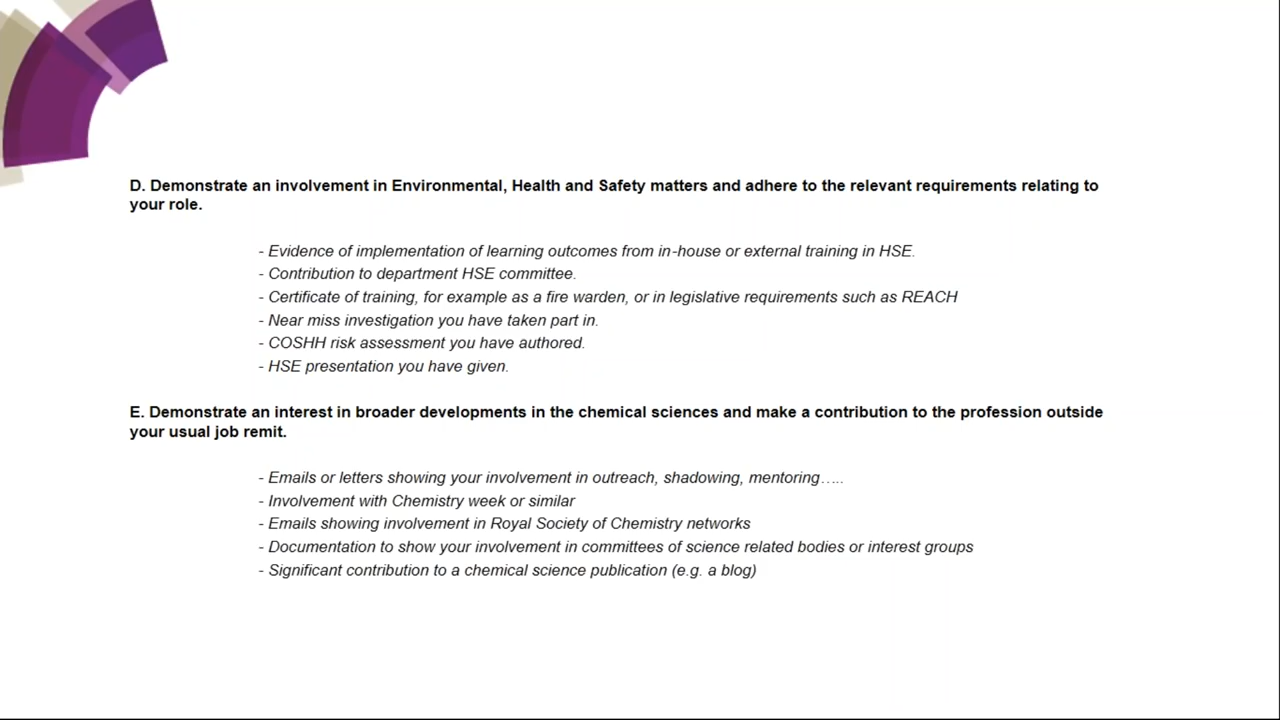 D. Demonstrate an involvement in Environmental, Health and Safety matters and adhere to the relevant requirements relating to
your role.
- Evidence of implementation of learning outcomes from in-house or external training in HSE.
- Contribution to department HSE committee.
- Certificate of training, for example as a fire warden, or in legislative requirements such as REACH
- Near miss investigation you have taken part in.
- COSHH risk assessment you have authored.
- HSE presentation you have given.
E. Demonstrate an interest in broader developments in the chemical sciences and make a contribution to the profession outside
your usual job remit.
- Emails or letters showing your involvement in outreach, shadowing, mentoring…..
- Involvement with Chemistry week or similar
- Emails showing involvement in Royal Society of Chemistry networks
- Documentation to show your involvement in committees of science related bodies or interest groups
- Significant contribution to a chemical science publication (e.g. a blog)